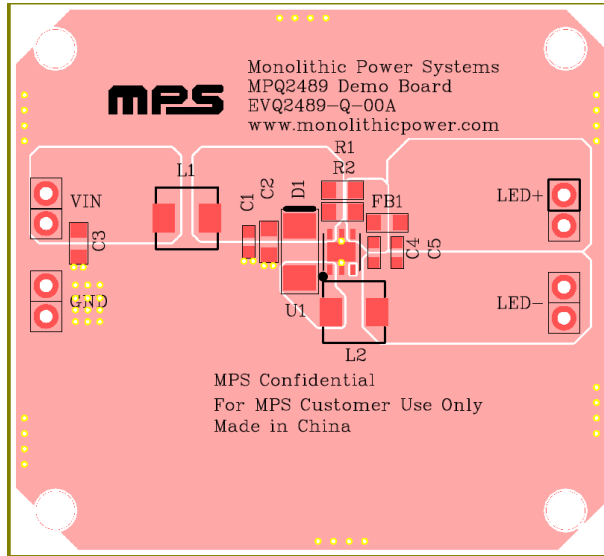 MPS
Monolithic Power Systems
MPQ2489 Demo Board
EVQ2489-Q-00A
www.monolithicpower.com
R1
R2
L1
D1
C1
C2
FB1
VIN
LED+
C3
C4
C5
GND
U1
LED-
L2
MPS Confidential
For MPS Customer Use Only
Made in China